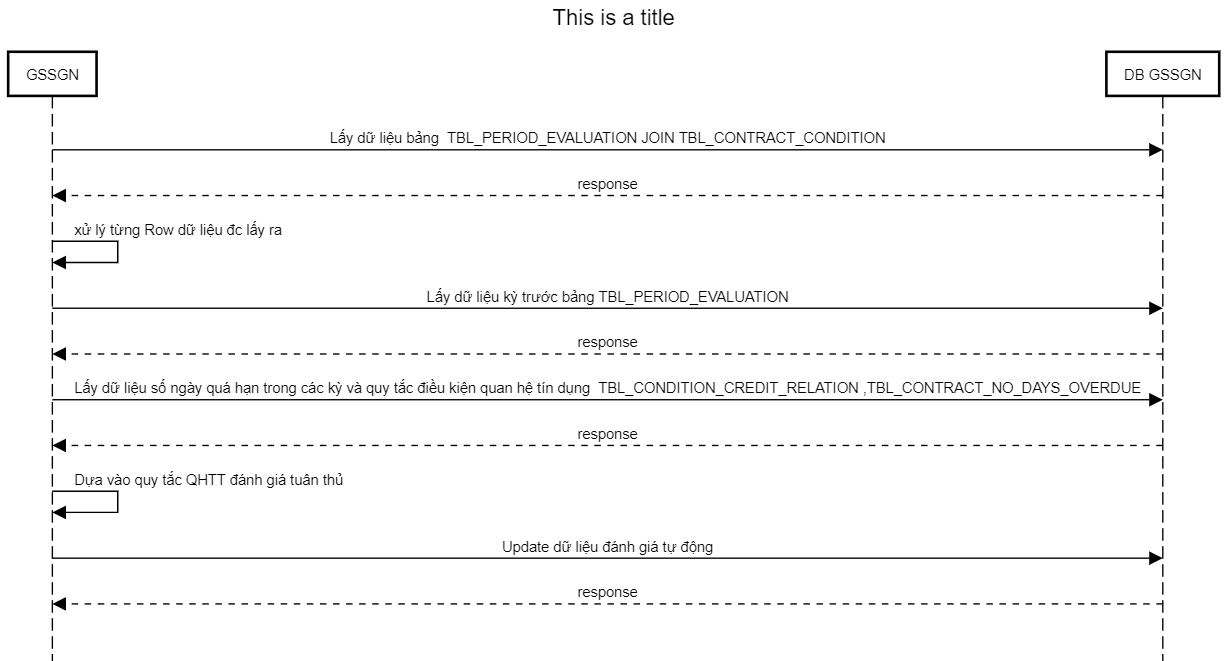 This is a title
GSSGN
DB GSSGN
Lấy dữ liệu bảng  TBL_PERIOD_EVALUATION JOIN TBL_CONTRACT_CONDITION
response
xử lý từng Row dữ liệu đc lấy ra
Lấy dữ liệu kỳ trước bảng TBL_PERIOD_EVALUATION
response
Lấy dữ liệu số ngày quá hạn trong các kỳ và quy tắc điều kiện quan hệ tín dụng  TBL_CONDITION_CREDIT_RELATION ,TBL_CONTRACT_NO_DAYS_OVERDUE
response
Dựa vào quy tắc QHTT đánh giá tuân thủ
Update dữ liệu đánh giá tự động
response